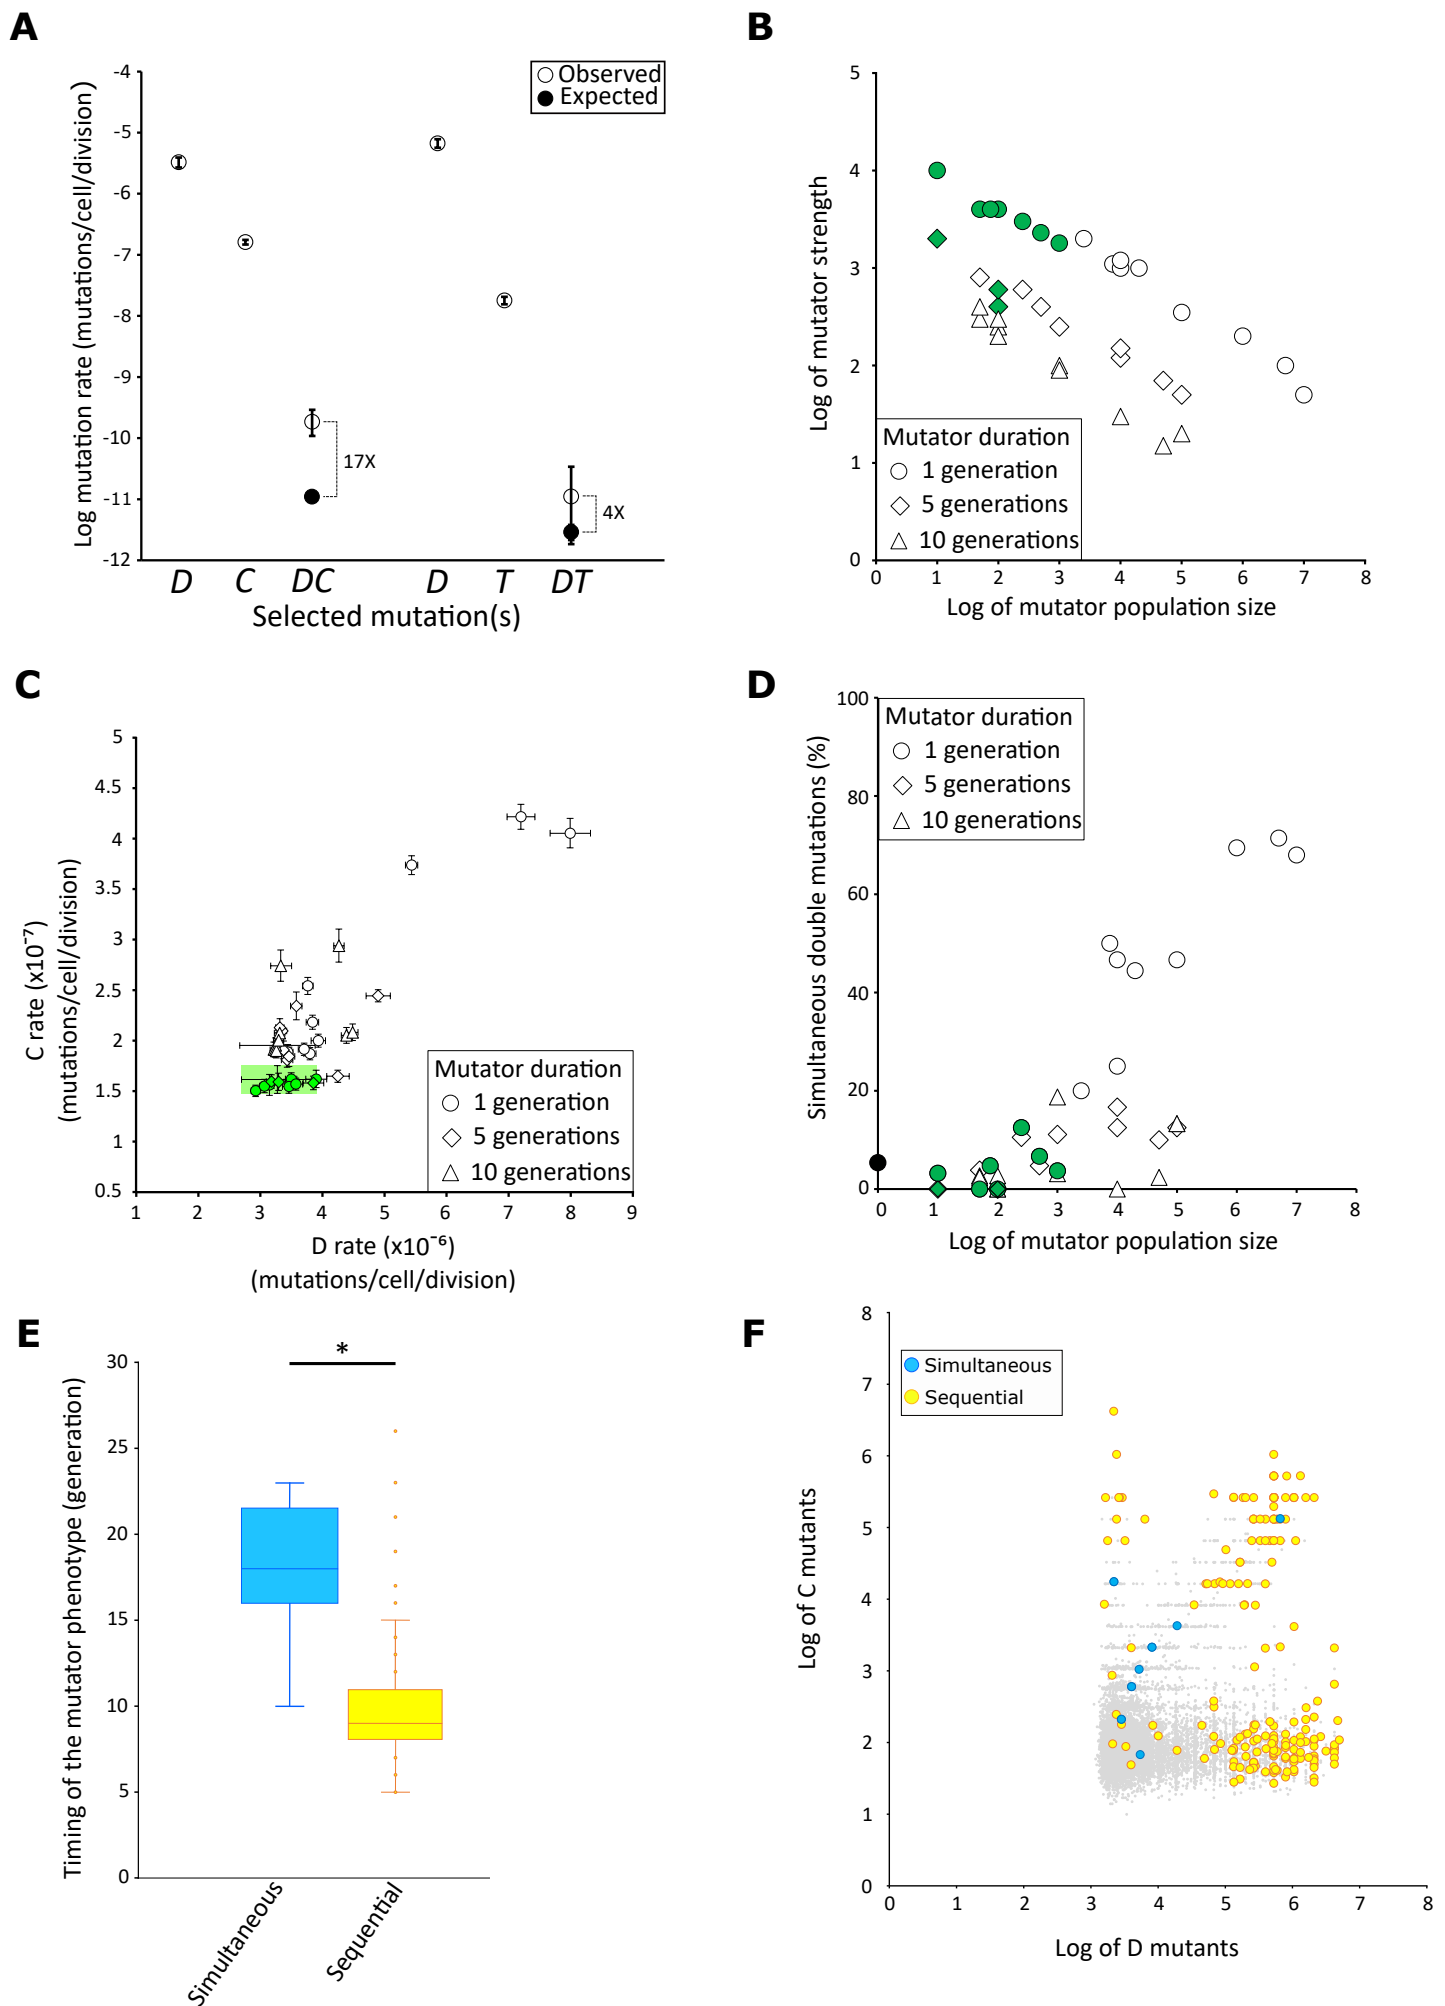 A
Log mutation rate (mutations/cell/division)
-4
-5
-6
-7
-8
-9
-10
-11
-12
Observed
Expected
17X
4X
D C DC D T DT
Selected mutation(s)
B
Log of mutator strength
5
4
3
2
1
0
Mutator duration
1 generation
5 generations
10 generations
0 1 2 3 4 5 6 7 8
Log of mutator population size
C
C rate (x10⁻⁷)
(mutations/cell/division)
5
4.5
4
3.5
3
2.5
2
1.5
1
0.5
Mutator duration
1 generation
5 generations
10 generations
1 2 3 4 5 6 7 8 9
D rate (x10⁻⁶)
(mutations/cell/division)
D
Simultaneous double mutations (%)
100
80
60
40
20
0
Mutator duration
1 generation
5 generations
10 generations
0 1 2 3 4 5 6 7 8
Log of mutator population size
E
Timing of the mutator phenotype (generation)
30
25
20
15
10
5
0
*
Simultaneous
Sequential
F
Log of C mutants
8
7
6
5
4
3
2
1
0
Simultaneous
Sequential
0 1 2 3 4 5 6 7 8
Log of D mutants